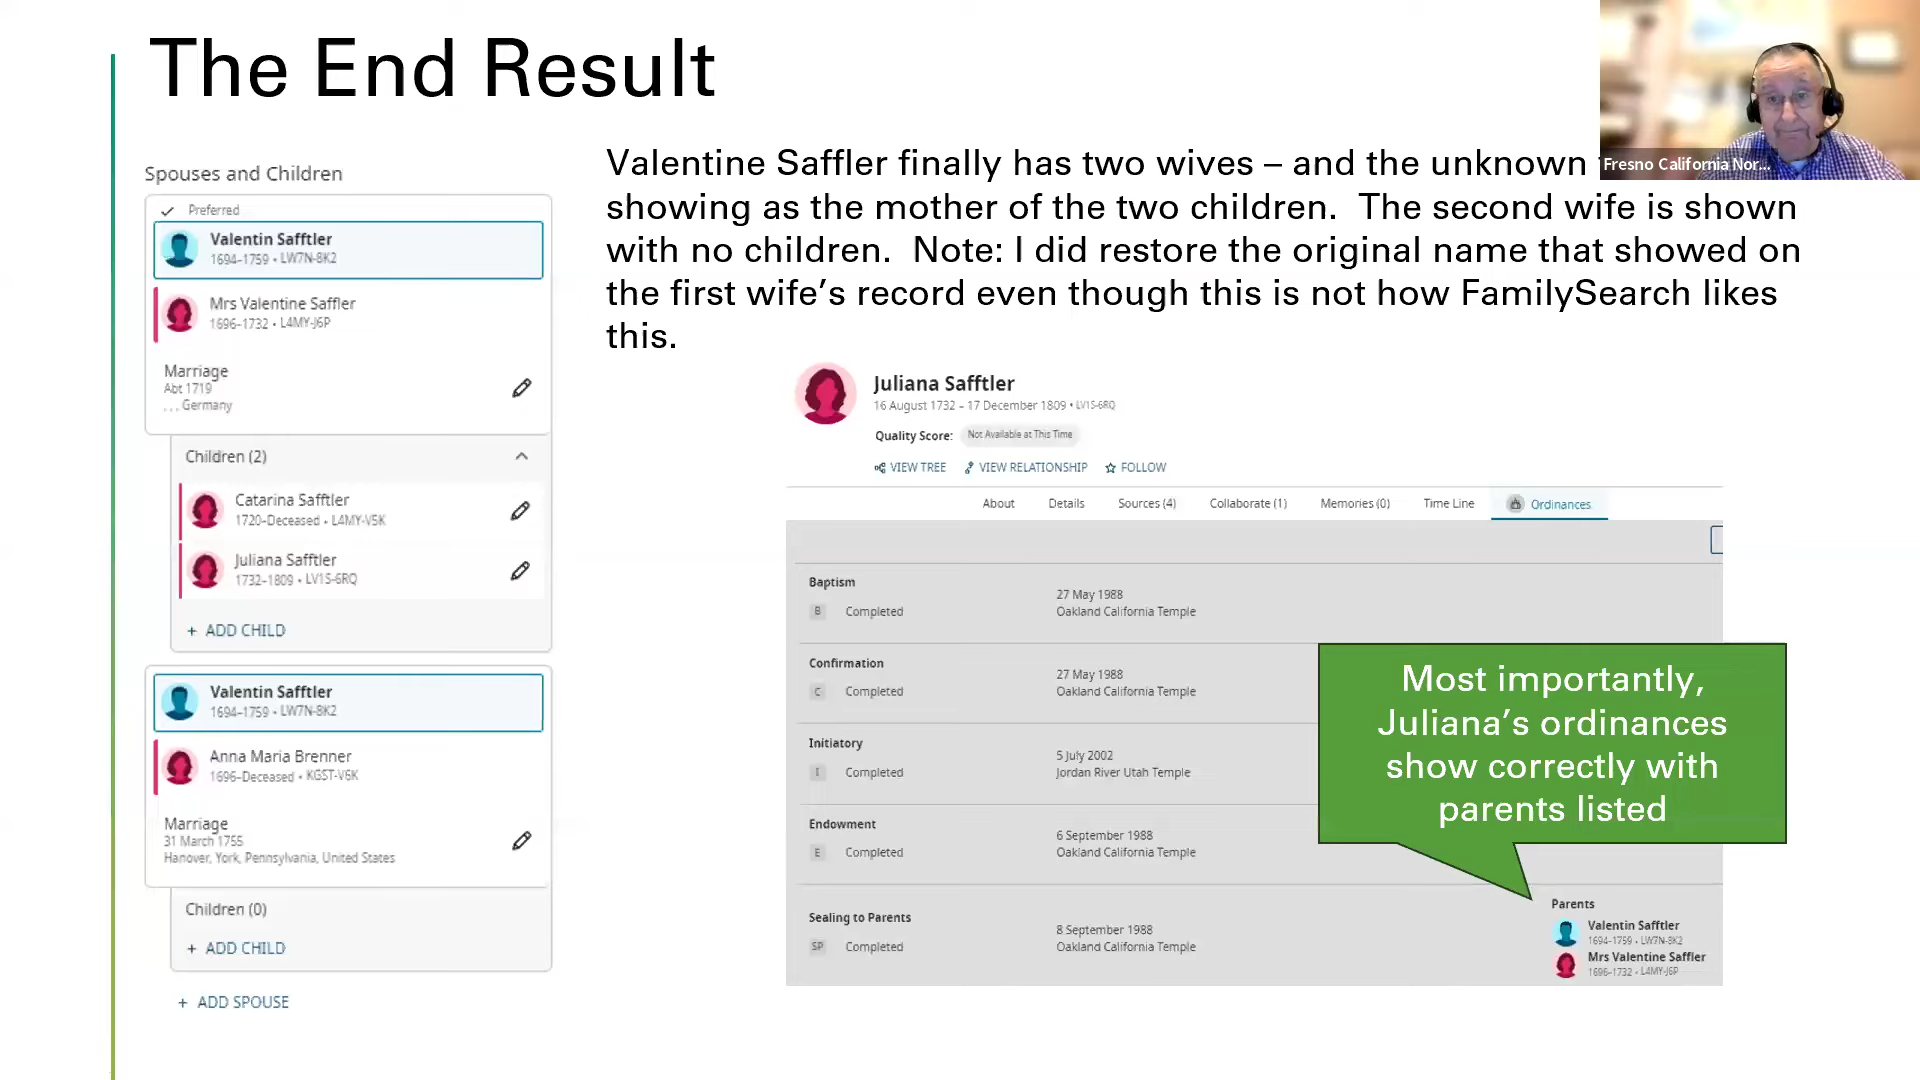 The End Result
Fresno California Nor...
Valentine Saffler finally has two wives – and the unknown
showing as the mother of the two children. The second wife is shown
with no children. Note: I did restore the original name that showed on
the first wife’s record even though this is not how FamilySearch likes
this.
Spouses and Children
Preferred
Valentin Safftler
1694–1759 • LW7N-8K2
Mrs Valentine Saffler
1696–1732 • L4MY-J6P
Marriage
Abt 1719
, , , Germany
Children (2)
Catarina Safftler
1720–Deceased • L4MY-V5K
Juliana Safftler
1732–1809 • LV1S-6RQ
+ ADD CHILD
Valentin Safftler
1694–1759 • LW7N-8K2
Anna Maria Brenner
1696–Deceased • KGST-V6K
Marriage
31 March 1755
Hanover, York, Pennsylvania, United States
Children (0)
+ ADD CHILD
+ ADD SPOUSE
Juliana Safftler
16 August 1732 – 17 December 1809 • LV1S-6RQ
Quality Score: Not Available at This Time
VIEW TREE VIEW RELATIONSHIP FOLLOW
About Details Sources (4) Collaborate (1) Memories (0) Time Line Ordinances
Baptism
27 May 1988
B Completed Oakland California Temple
Confirmation
27 May 1988
C Completed Oakland California Temple
Initiatory
5 July 2002
I Completed Jordan River Utah Temple
Endowment
6 September 1988
E Completed Oakland California Temple
Sealing to Parents
8 September 1988
SP Completed Oakland California Temple
Parents
Valentin Safftler
1694–1759 • LW7N-8K2
Mrs Valentine Saffler
1696–1732 • L4MY-J6P
Most importantly,
Juliana’s ordinances
show correctly with
parents listed